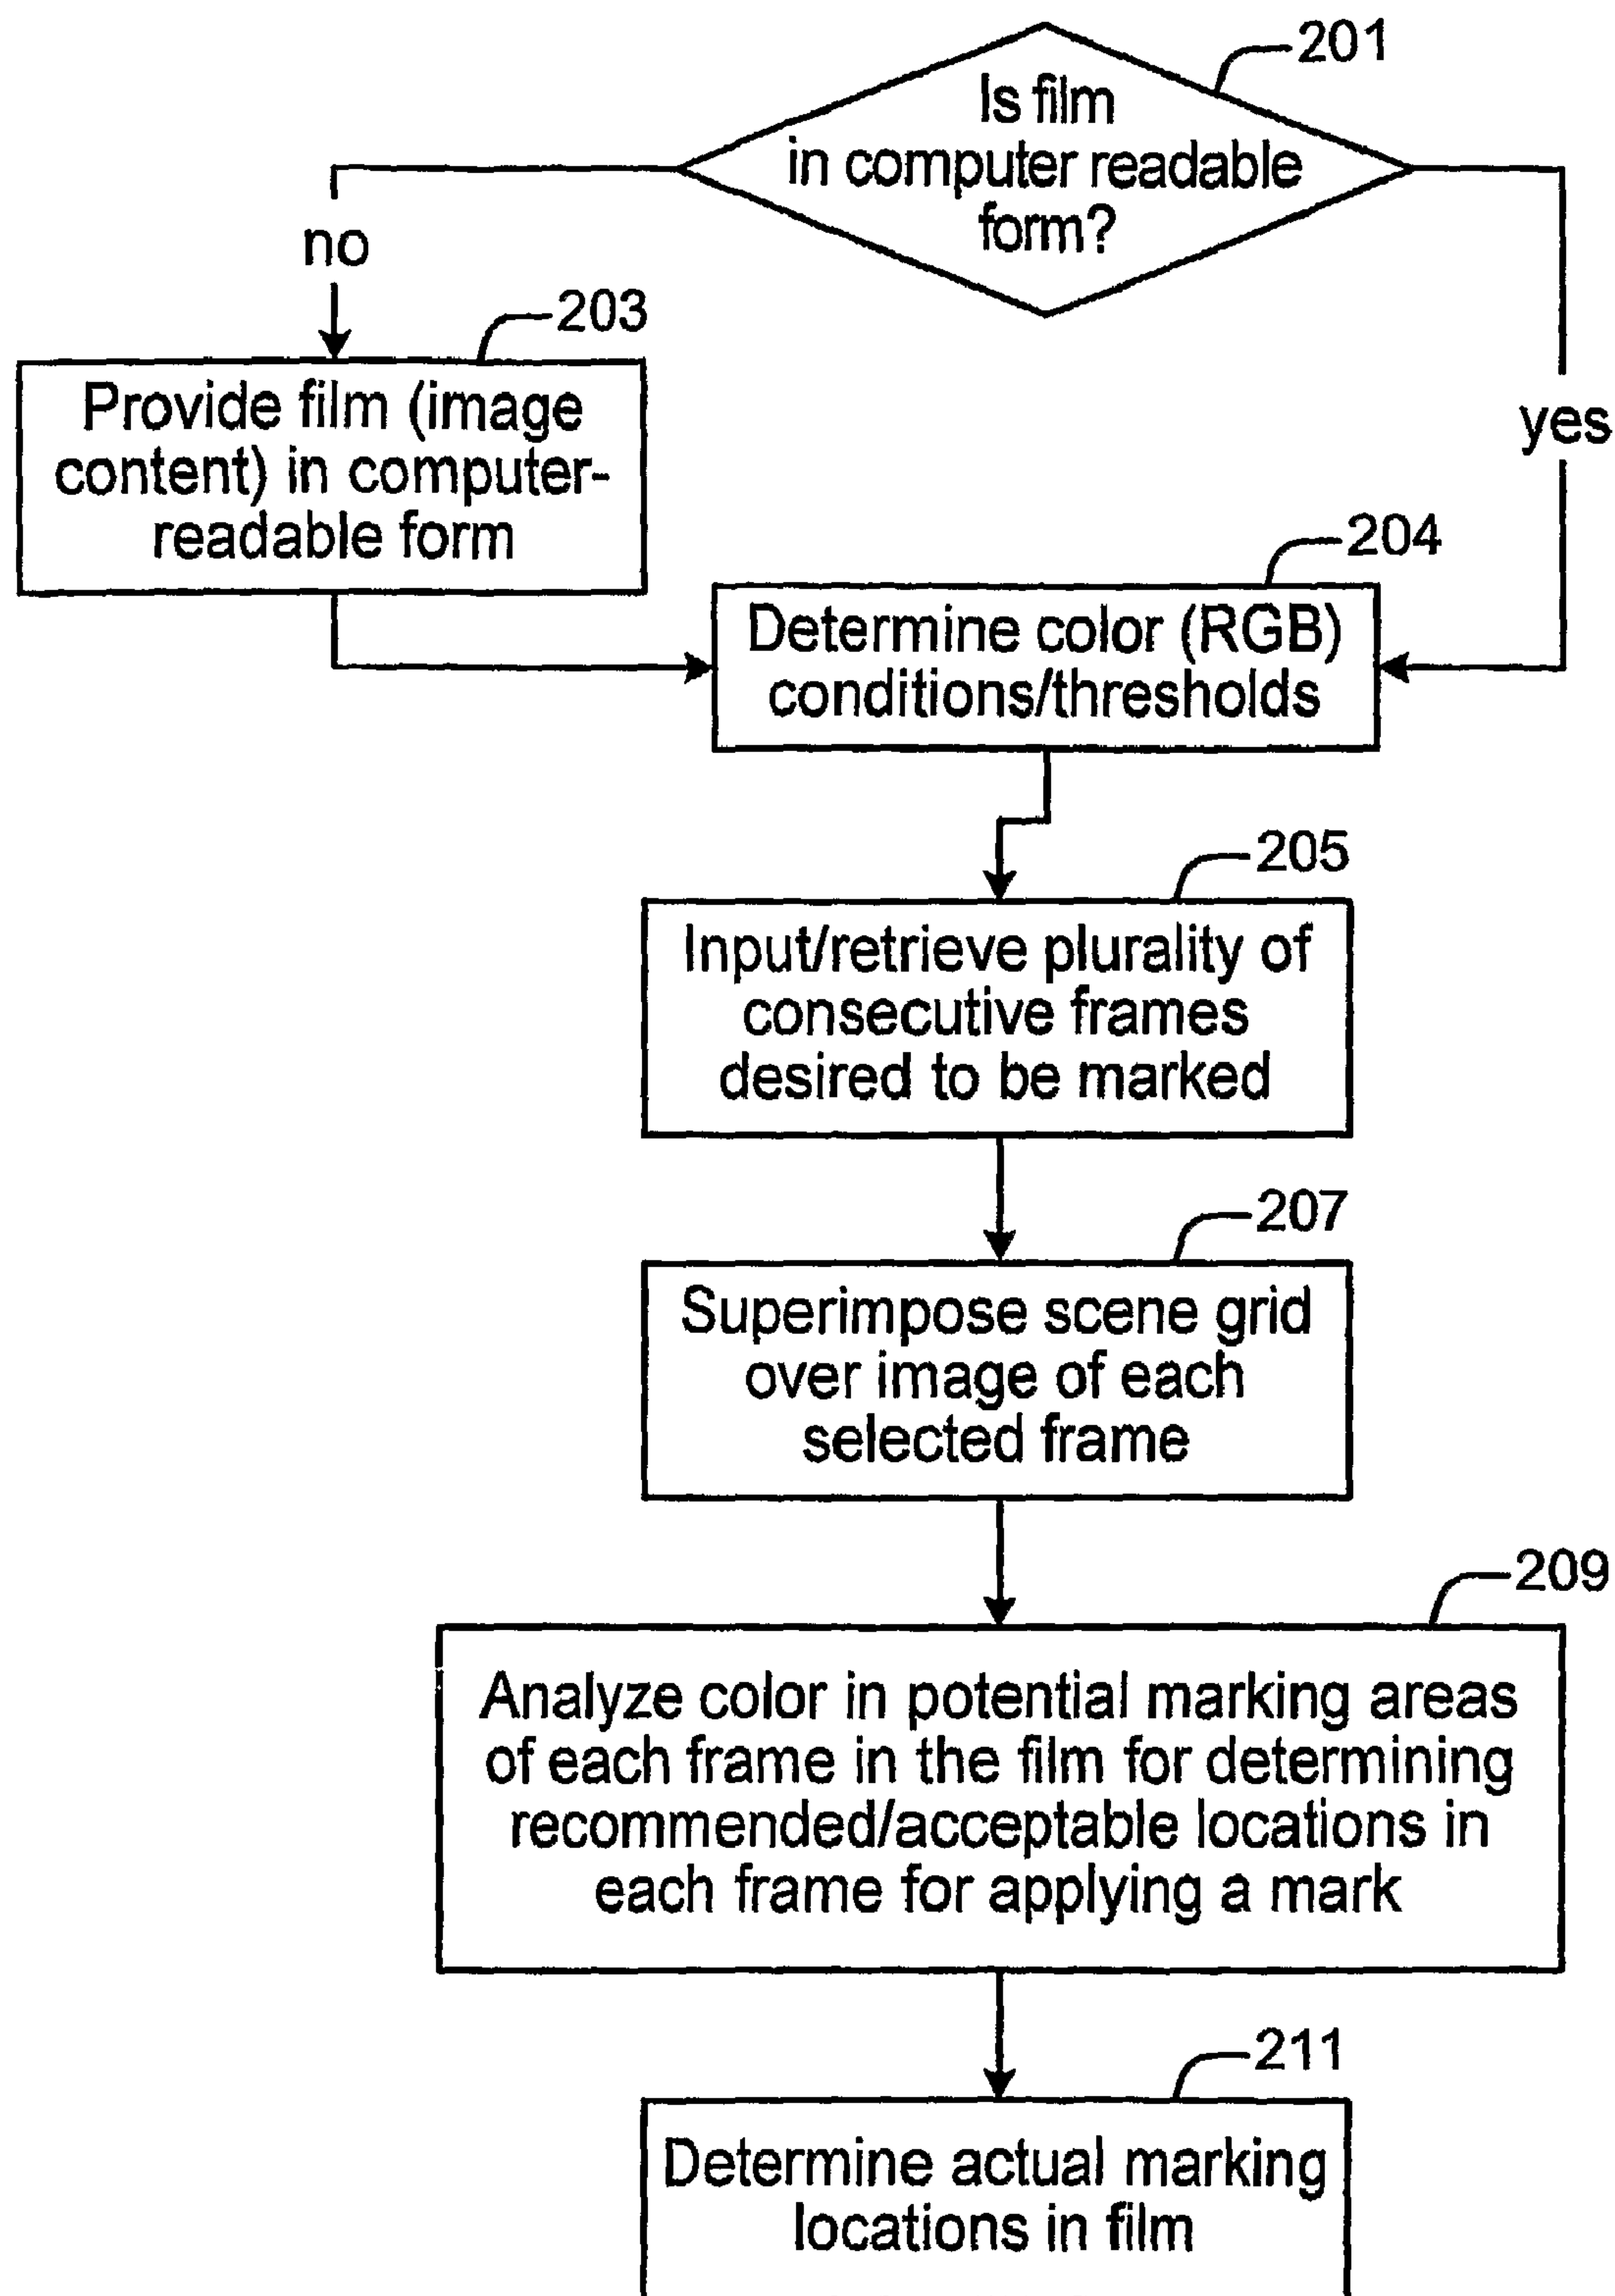 201
Is film
in computer readable
form?
no
yes
203
Provide film (image
content) in computer-
readable form
204
Determine color (RGB)
conditions/thresholds
205
Input/retrieve plurality of
consecutive frames
desired to be marked
207
Superimpose scene grid
over image of each
selected frame
209
Analyze color in potential marking areas
of each frame in the film for determining
recommended/acceptable locations in
each frame for applying a mark
211
Determine actual marking
locations in film